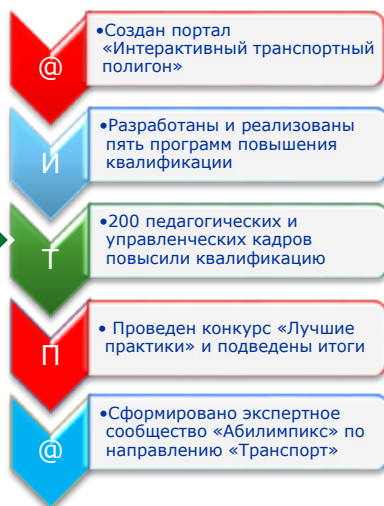 @
•Создан портал
«Интерактивный транспортный
полигон»
И
•Разработаны и реализованы
пять программ повышения
квалификации
Т
•200 педагогических и
управленческих кадров
повысили квалификацию
П
• Проведен конкурс «Лучшие
практики» и подведены итоги
@
•Сформировано экспертное
сообщество «Абилимпикс» по
направлению «Транспорт»